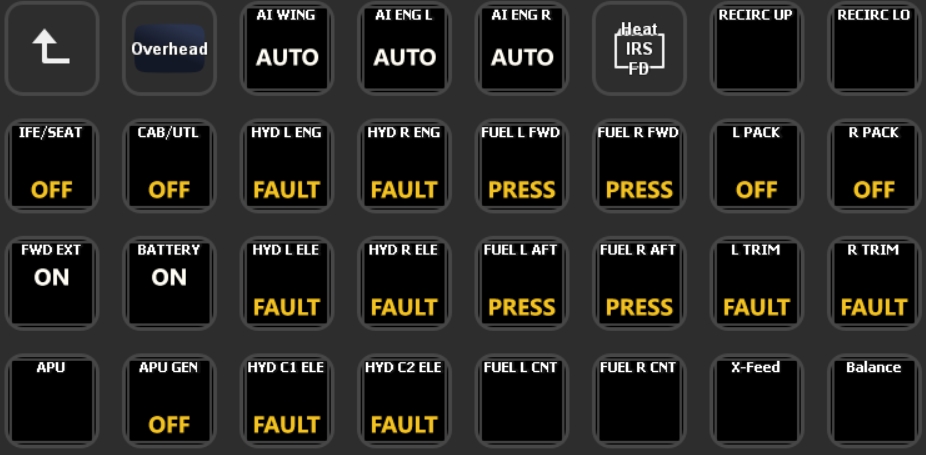 AI WING
AUTO
AI ENG L
AUTO
AI ENG R
AUTO
Overhead
Heat
IRS
FD
RECIRC UP
RECIRC LO
IFE/SEAT
OFF
CAB/UTL
OFF
HYD L ENG
FAULT
HYD R ENG
FAULT
FUEL L FWD
PRESS
FUEL R FWD
PRESS
L PACK
OFF
R PACK
OFF
FWD EXT
ON
BATTERY
ON
HYD L ELE
FAULT
HYD R ELE
FAULT
FUEL L AFT
PRESS
FUEL R AFT
PRESS
L TRIM
FAULT
R TRIM
FAULT
APU
APU GEN
OFF
HYD C1 ELE
FAULT
HYD C2 ELE
FAULT
FUEL L CNT
FUEL R CNT
X-Feed
Balance